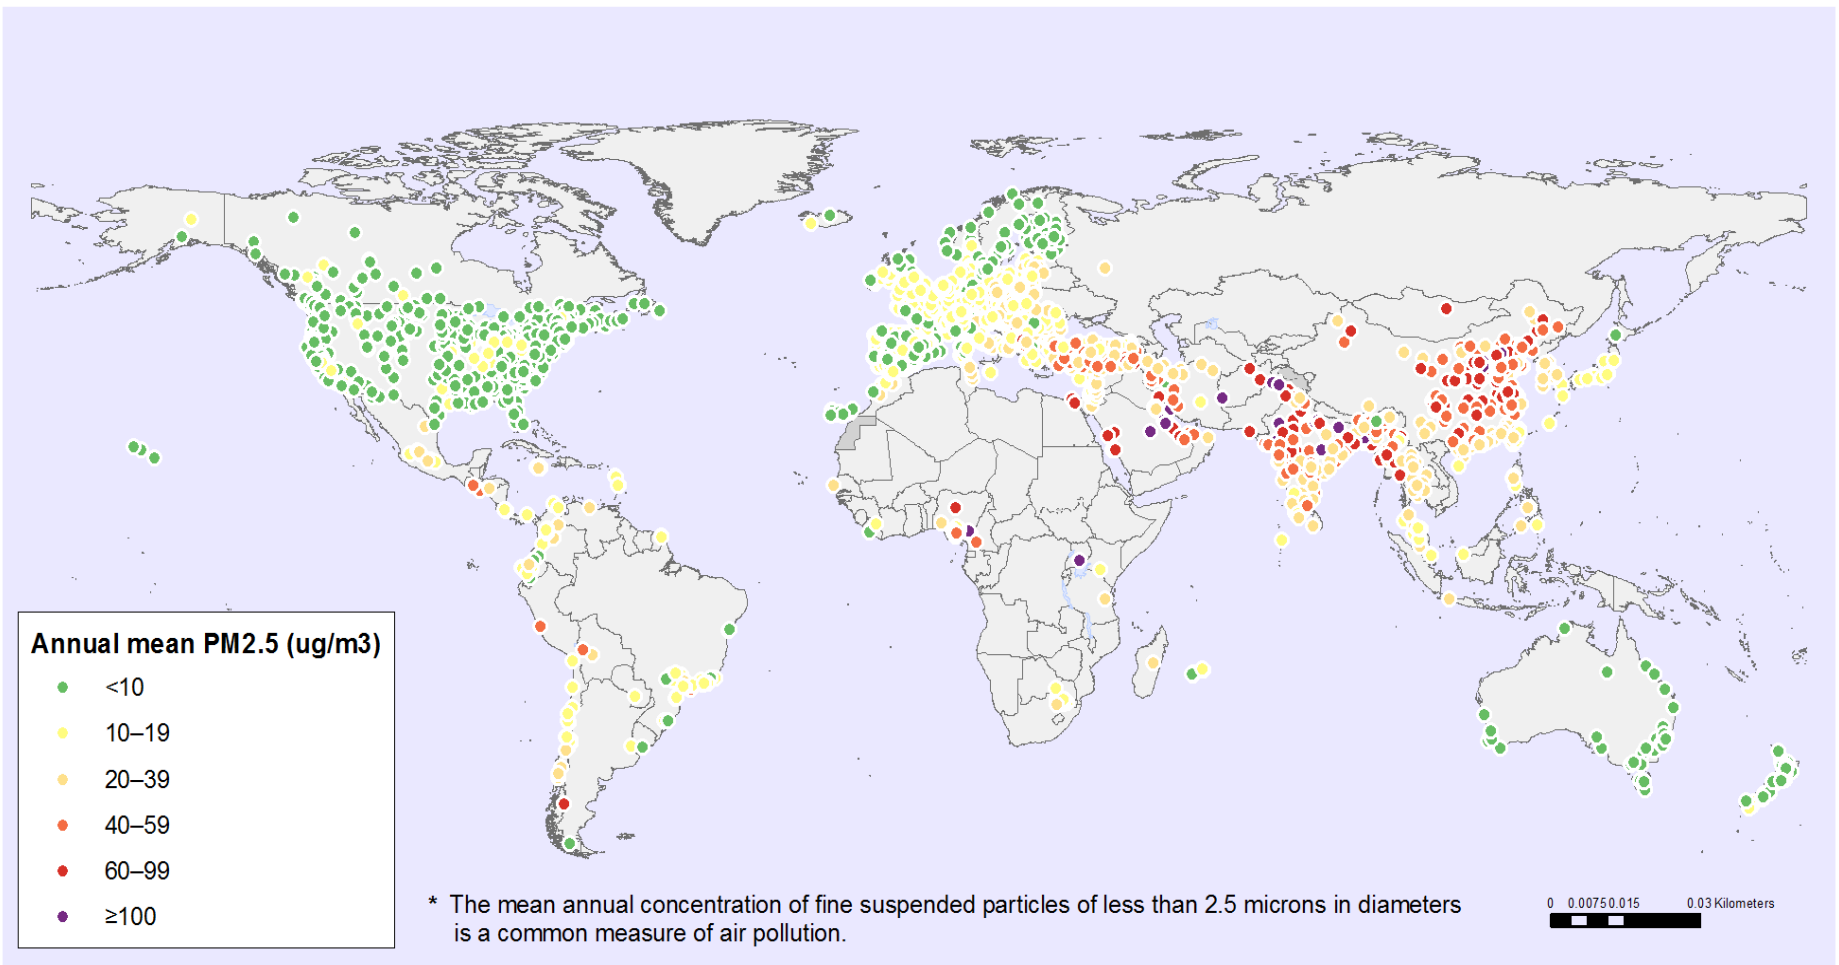 Annual mean PM2.5 (ug/m3)
<10
10–19
20–39
40–59
60–99
≥100
* The mean annual concentration of fine suspended particles of less than 2.5 microns in diameters
is a common measure of air pollution.
0 0.0075 0.015 0.03 Kilometers